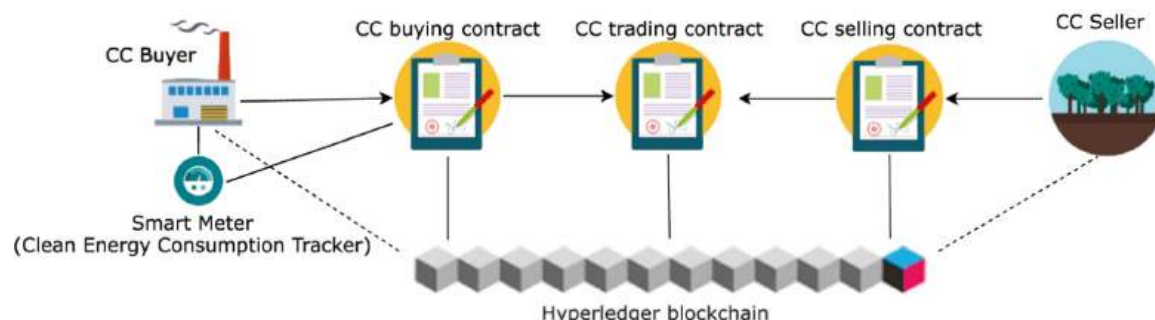 CC Buyer
CC buying contract
CC trading contract
CC selling contract
CC Seller
Smart Meter
(Clean Energy Consumption Tracker)
Hyperledger blockchain